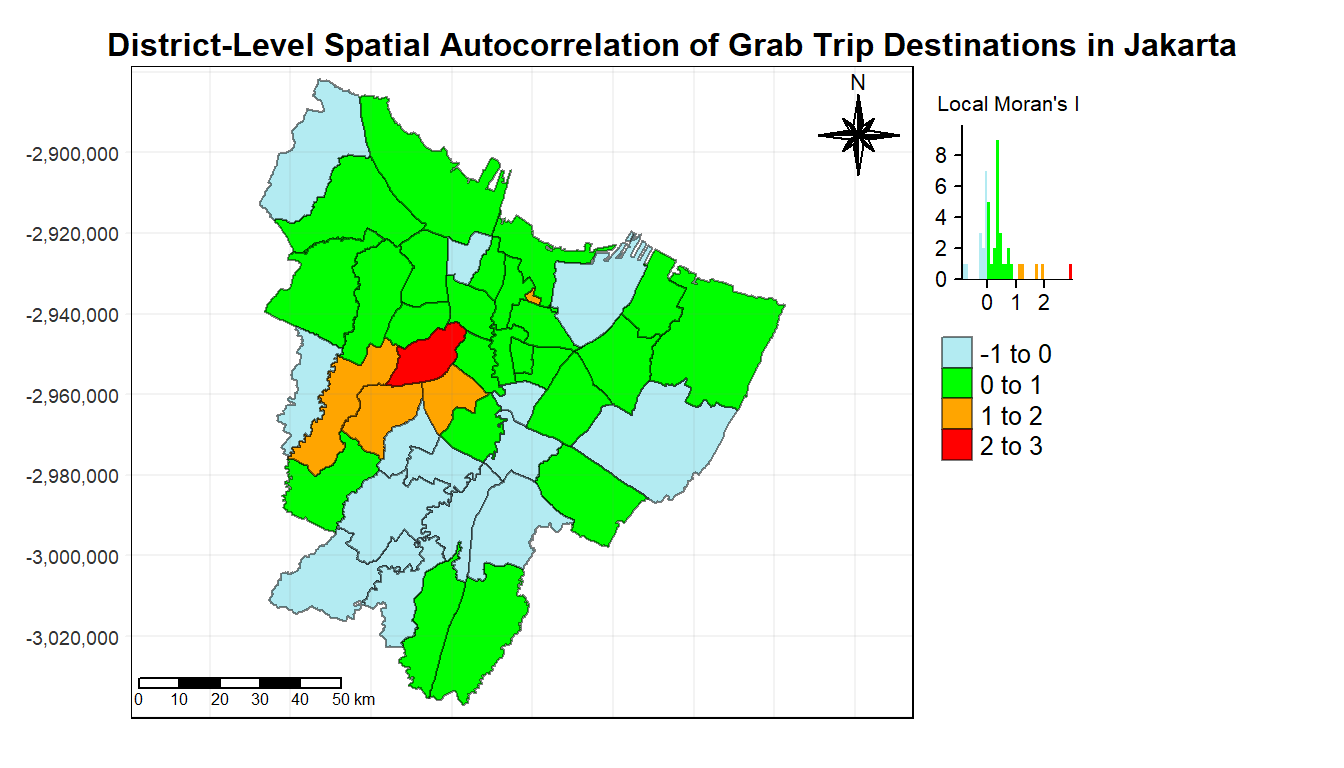 District-Level Spatial Autocorrelation of Grab Trip Destinations in Jakarta
N
-2,900,000
-2,920,000
-2,940,000
-2,960,000
-2,980,000
-3,000,000
-3,020,000
0 10 20 30 40 50 km
Local Moran's I
8
6
4
2
0
0 1 2
-1 to 0
0 to 1
1 to 2
2 to 3